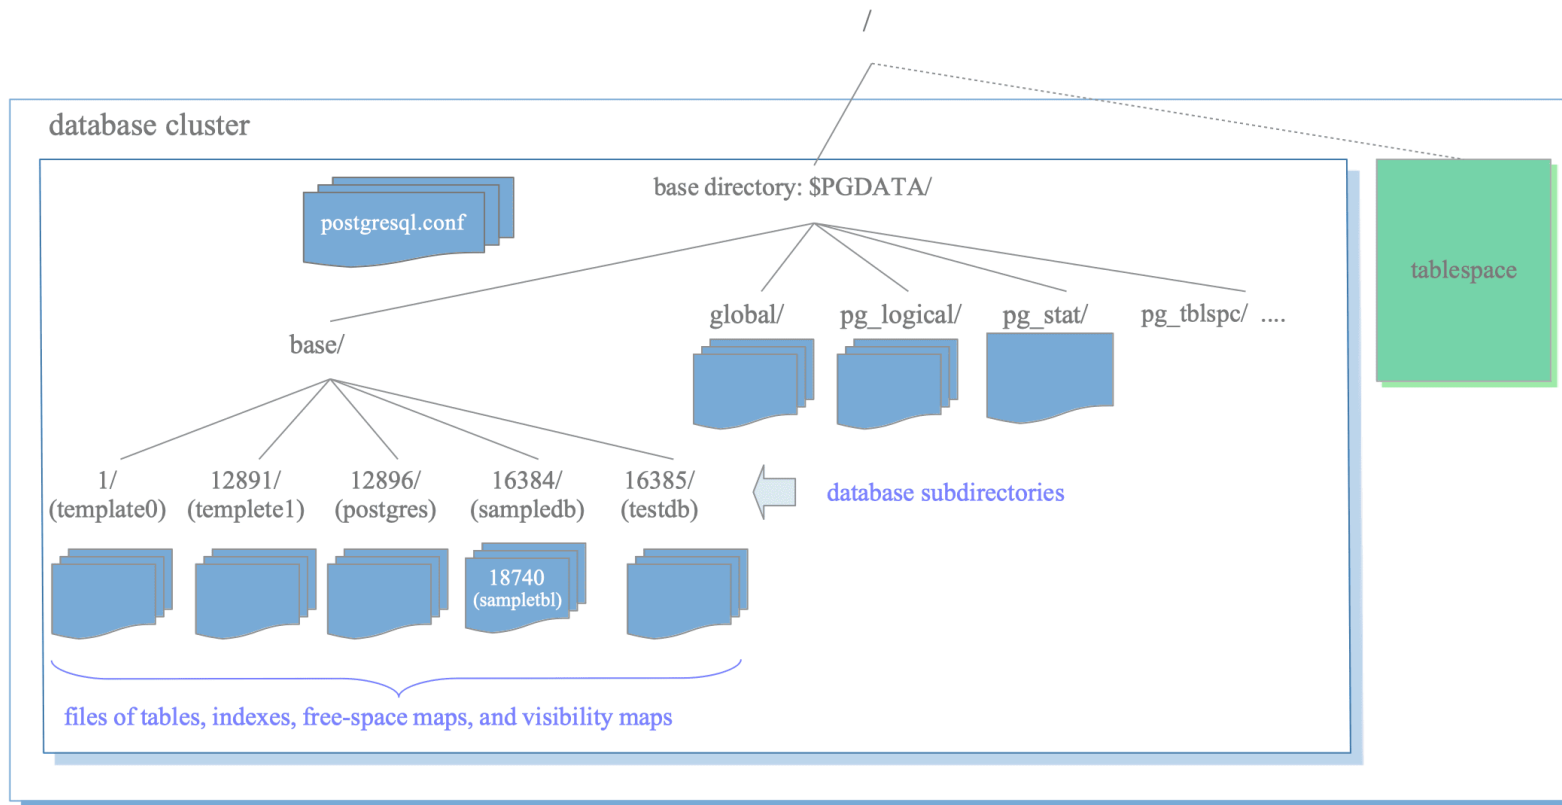 /
database cluster
base directory: $PGDATA/
postgresql.conf
tablespace
global/
pg_logical/
pg_stat/
pg_tblspc/ ....
base/
1/
(template0)
12891/
(templete1)
12896/
(postgres)
16384/
(sampledb)
16385/
(testdb)
database subdirectories
18740
(sampletbl)
files of tables, indexes, free-space maps, and visibility maps